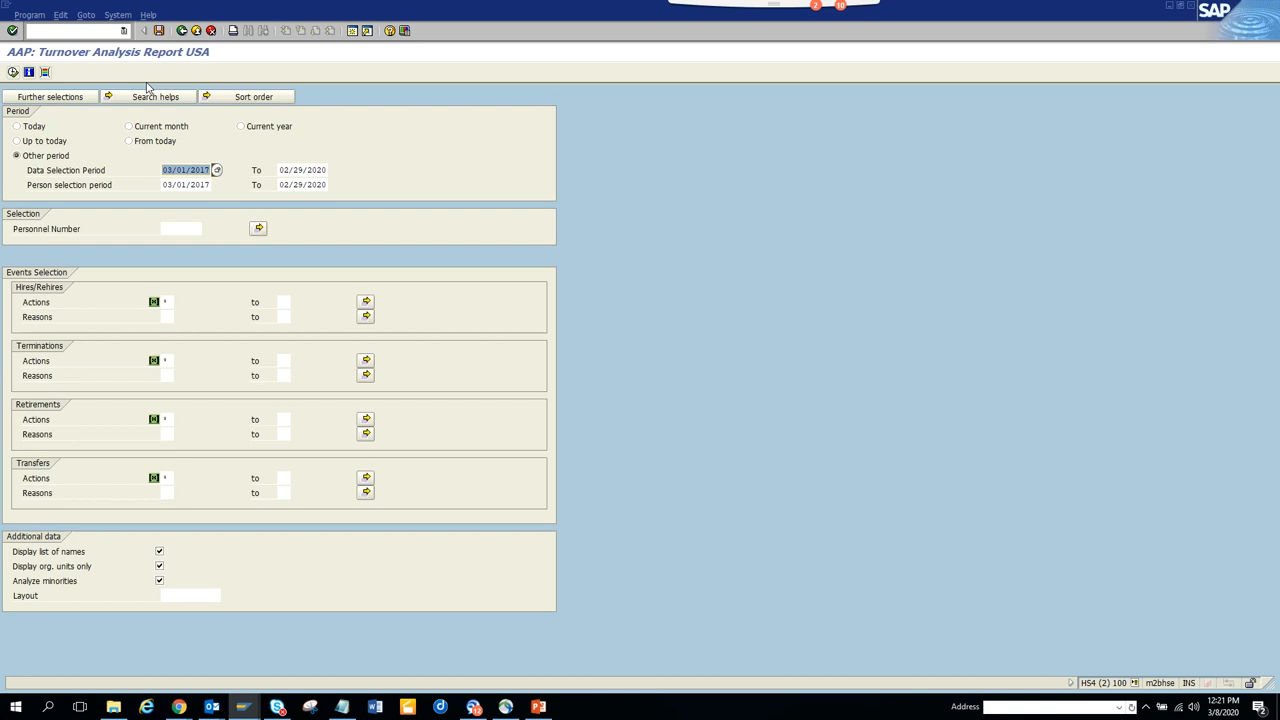 Program Edit Goto System Help
SAP
AAP: Turnover Analysis Report USA
Further selections Search helps Sort order
Period
Today Current month Current year
Up to today From today
Other period
Data Selection Period 03/01/2017 To 02/29/2020
Person selection period 03/01/2017 To 02/29/2020
Selection
Personnel Number
Events Selection
Hires/Rehires
Actions * to
Reasons to
Terminations
Actions * to
Reasons to
Retirements
Actions * to
Reasons to
Transfers
Actions * to
Reasons to
Additional data
Display list of names
Display org. units only
Analyze minorities
Layout
HS4 (2) 100 m2bhse INS
Address
12:21 PM
3/8/2020
2 10